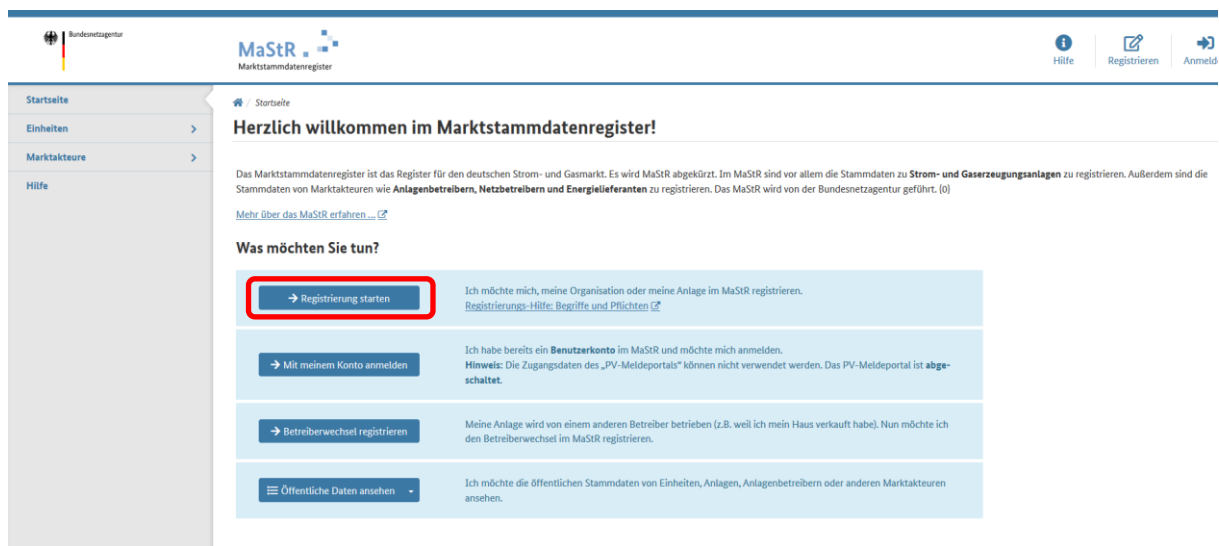 Bundesnetzagentur
MaStR
Marktstammdatenregister
Hilfe
Registrieren
Anmeld
Startseite
Einheiten
Marktakteure
Hilfe
/ Startseite
Herzlich willkommen im Marktstammdatenregister!
Das Marktstammdatenregister ist das Register für den deutschen Strom- und Gasmarkt. Es wird MaStR abgekürzt. Im MaStR sind vor allem die Stammdaten zu Strom- und Gaserzeugungsanlagen zu registrieren. Außerdem sind die
Stammdaten von Marktakteuren wie Anlagenbetreibern, Netzbetreibern und Energielieferanten zu registrieren. Das MaStR wird von der Bundesnetzagentur geführt. (0)
Mehr über das MaStR erfahren ...
Was möchten Sie tun?
Registrierung starten
Ich möchte mich, meine Organisation oder meine Anlage im MaStR registrieren.
Registrierungs-Hilfe: Begriffe und Pflichten
Mit meinem Konto anmelden
Ich habe bereits ein Benutzerkonto im MaStR und möchte mich anmelden.
Hinweis: Die Zugangsdaten des „PV-Meldeportals“ können nicht verwendet werden. Das PV-Meldeportal ist abge-
schaltet.
Betreiberwechsel registrieren
Meine Anlage wird von einem anderen Betreiber betrieben (z.B. weil ich mein Haus verkauft habe). Nun möchte ich
den Betreiberwechsel im MaStR registrieren.
Öffentliche Daten ansehen
Ich möchte die öffentlichen Stammdaten von Einheiten, Anlagen, Anlagenbetreibern oder anderen Marktakteuren
ansehen.